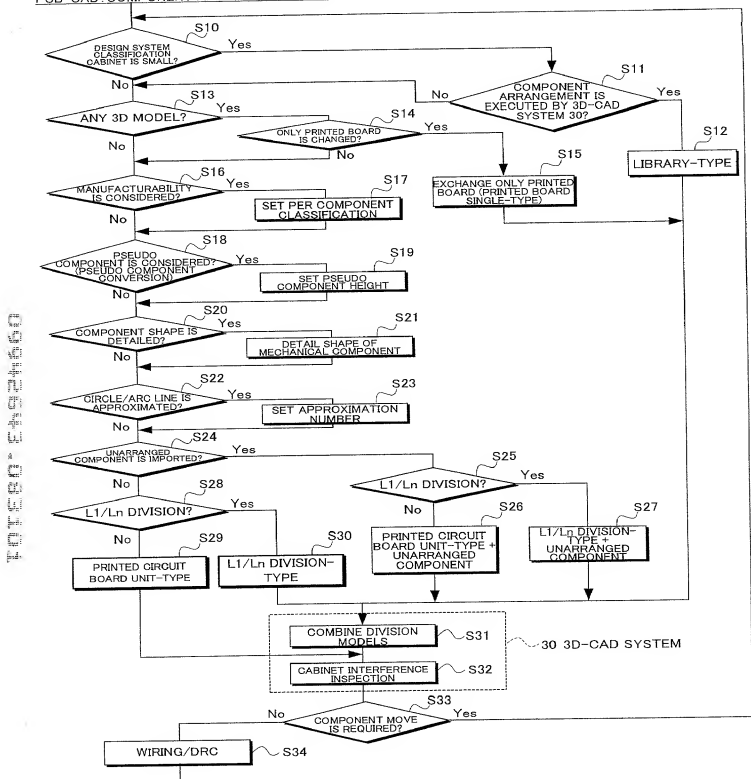 S10
DESIGN SYSTEM
CLASSIFICATION
CABINET IS SMALL?
Yes
No
S11
COMPONENT
ARRANGEMENT IS
EXECUTED BY 3D-CAD
SYSTEM 30?
No
Yes
S12
LIBRARY-TYPE
S13
ANY 3D MODEL?
Yes
No
S14
ONLY PRINTED BOARD
IS CHANGED?
Yes
No
S15
EXCHANGE ONLY PRINTED
BOARD (PRINTED BOARD
SINGLE-TYPE)
S16
MANUFACTURABILITY
IS CONSIDERED?
Yes
No
S17
SET PER COMPONENT
CLASSIFICATION
S18
PSEUDO
COMPONENT IS CONSIDERED?
(PSEUDO COMPONENT
CONVERSION)
Yes
No
S19
SET PSEUDO
COMPONENT HEIGHT
S20
COMPONENT SHAPE IS
DETAILED?
Yes
No
S21
DETAIL SHAPE OF
MECHANICAL COMPONENT
S22
CIRCLE/ARC LINE IS
APPROXIMATED?
Yes
No
S23
SET APPROXIMATION
NUMBER
S24
UNARRANGED
COMPONENT IS IMPORTED?
Yes
No
S25
L1/Ln DIVISION?
Yes
No
S26
PRINTED CIRCUIT
BOARD UNIT-TYPE +
UNARRANGED
COMPONENT
S27
L1/Ln DIVISION-
TYPE +
UNARRANGED
COMPONENT
S28
L1/Ln DIVISION?
Yes
No
S29
PRINTED CIRCUIT
BOARD UNIT-TYPE
S30
L1/Ln DIVISION-
TYPE
COMBINE DIVISION
MODELS
S31
30 3D-CAD SYSTEM
CABINET INTERFERENCE
INSPECTION
S32
S33
COMPONENT MOVE
IS REQUIRED?
No
Yes
WIRING/DRC
S34